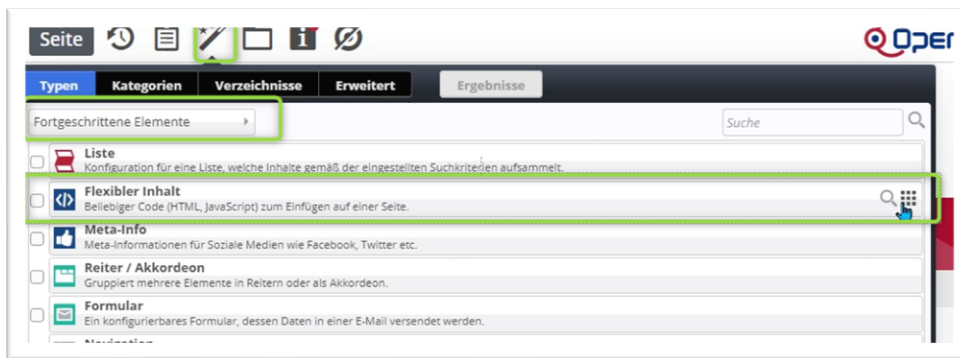 Seite
Oper
Typen Kategorien Verzeichnisse Erweitert Ergebnisse
Fortgeschrittene Elemente Suche
Liste
Konfiguration für eine Liste, welche Inhalte gemäß der eingestellten Suchkriterien aufsammelt.
Flexibler Inhalt
Beliebiger Code (HTML, JavaScript) zum Einfügen auf einer Seite.
Meta-Info
Meta-Informationen für Soziale Medien wie Facebook, Twitter etc.
Reiter / Akkordeon
Gruppiert mehrere Elemente in Reitern oder als Akkordeon.
Formular
Ein konfigurierbares Formular, dessen Daten in einer E-Mail versendet werden.